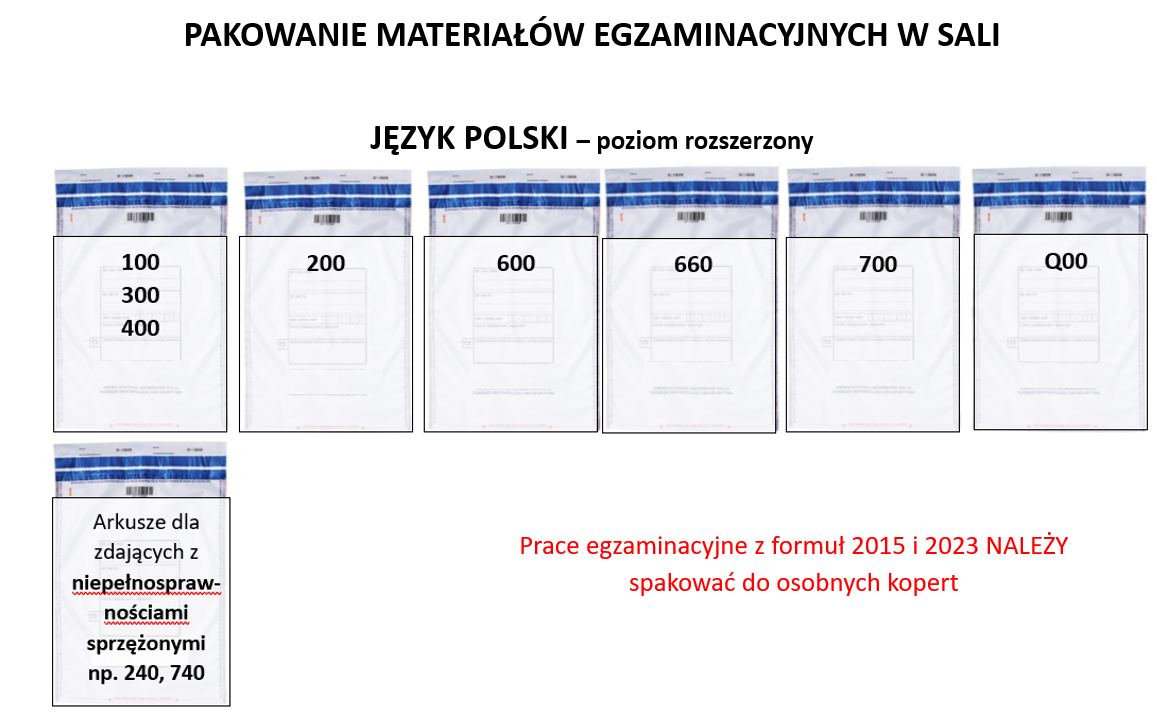 PAKOWANIE MATERIAŁÓW EGZAMINACYJNYCH W SALI
JĘZYK POLSKI – poziom rozszerzony
100
300
400
200
600
660
700
Q00
Arkusze dla
zdających z
niepełnospraw-
nościami
sprzężonymi
np. 240, 740
Prace egzaminacyjne z formuł 2015 i 2023 NALEŻY
spakować do osobnych kopert